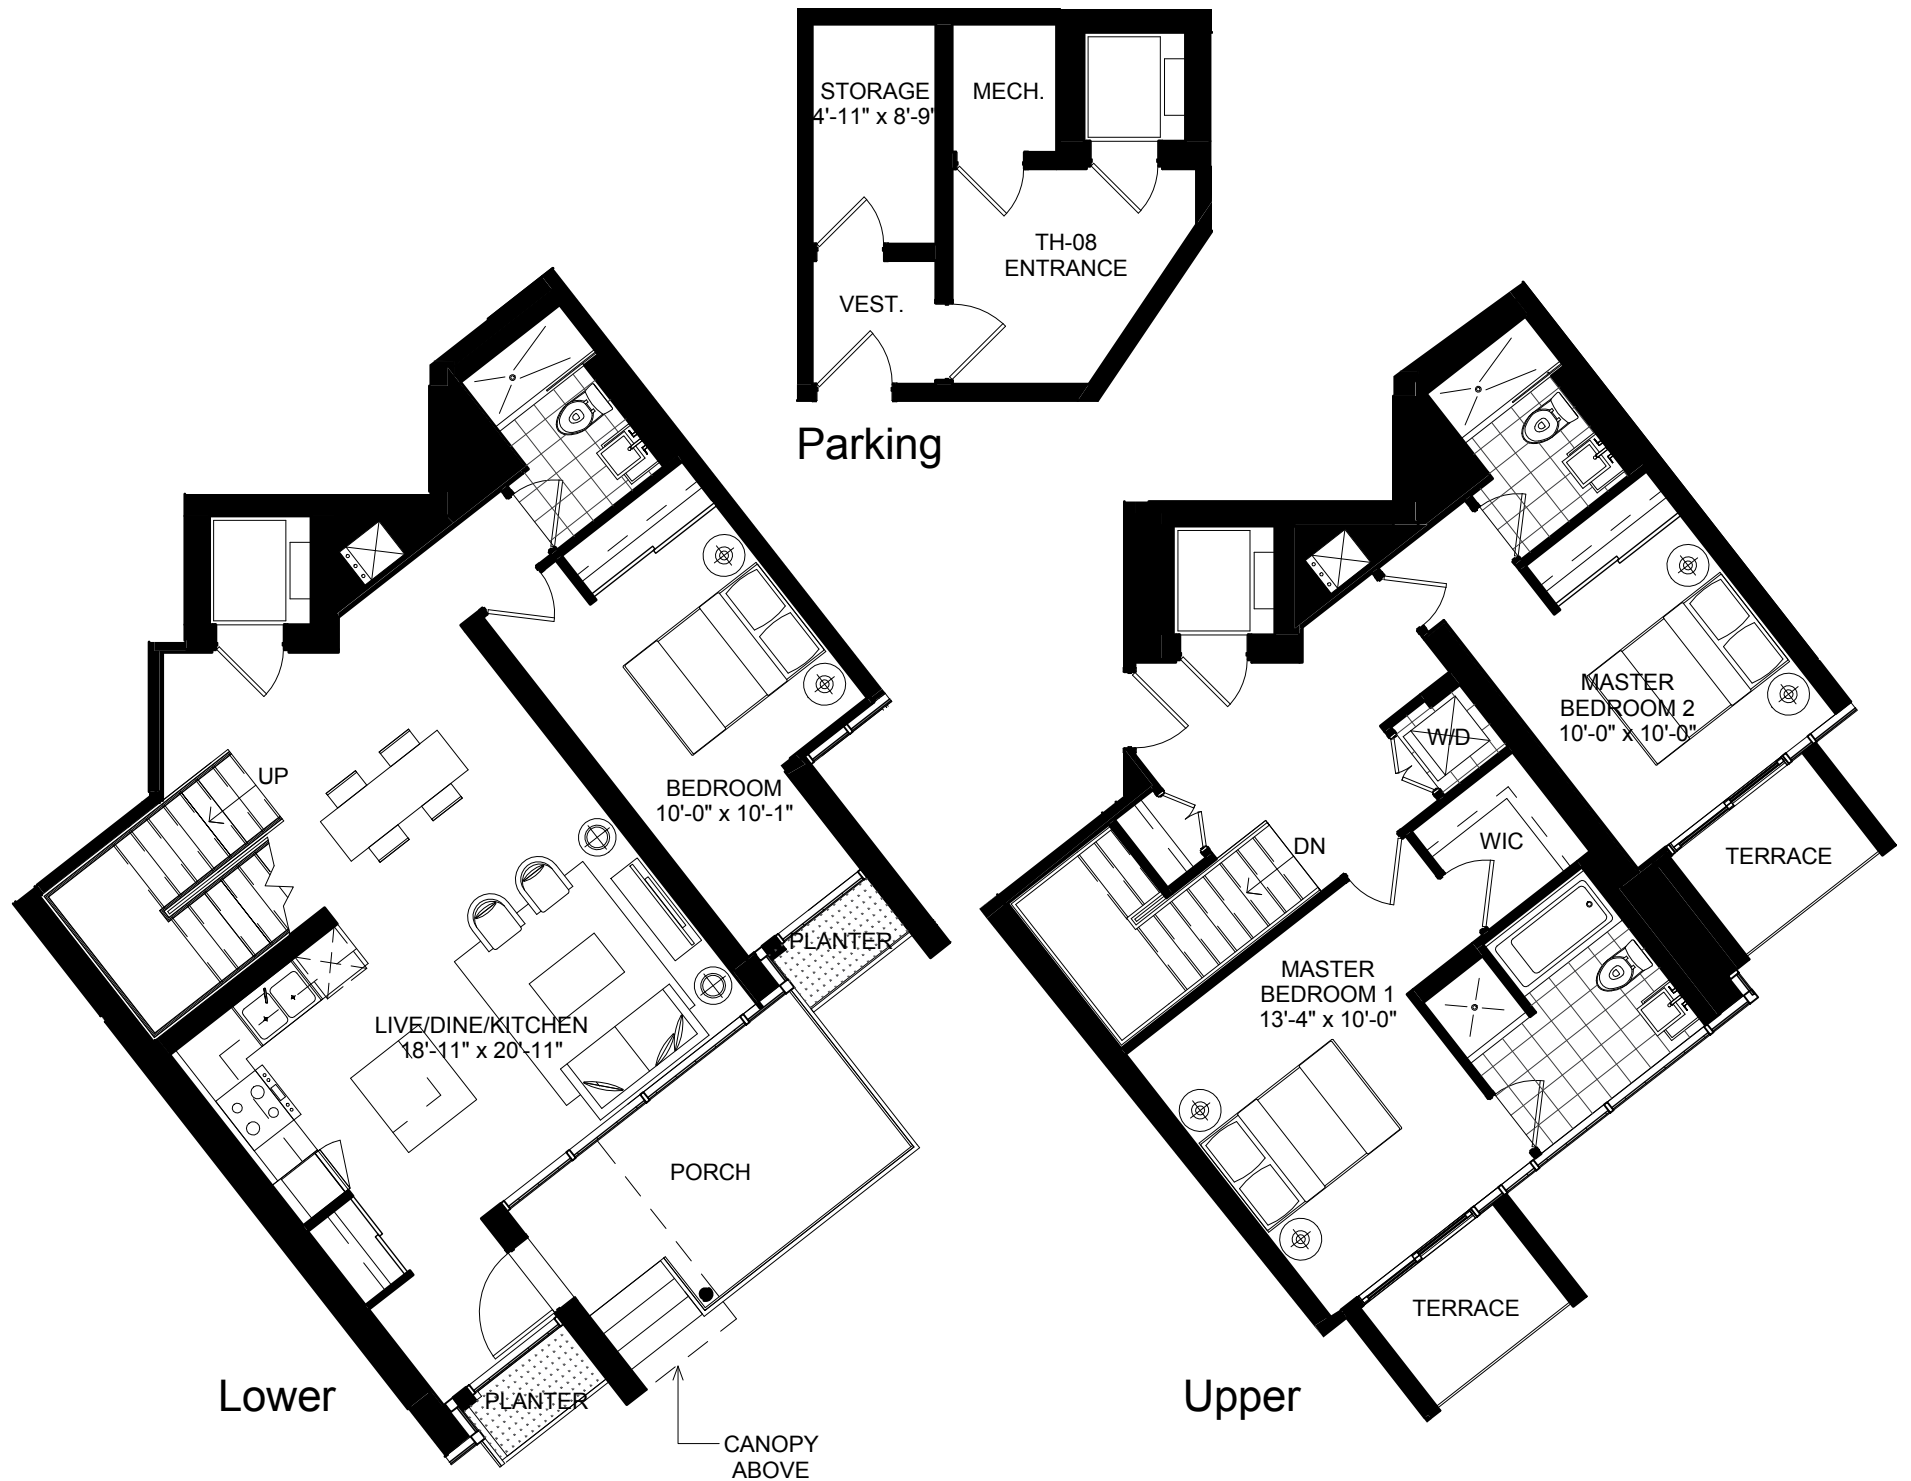 STORAGE
4'-11" x 8'-9"
MECH.
TH-08
ENTRANCE
VEST.
Parking
UP
BEDROOM
10'-0" x 10'-1"
PLANTER
LIVE/DINE/KITCHEN
18'-11" x 20'-11"
PORCH
PLANTER
CANOPY
ABOVE
Lower
MASTER
BEDROOM 2
10'-0" x 10'-0"
W/D
WIC
DN
TERRACE
MASTER
BEDROOM 1
13'-4" x 10'-0"
TERRACE
Upper